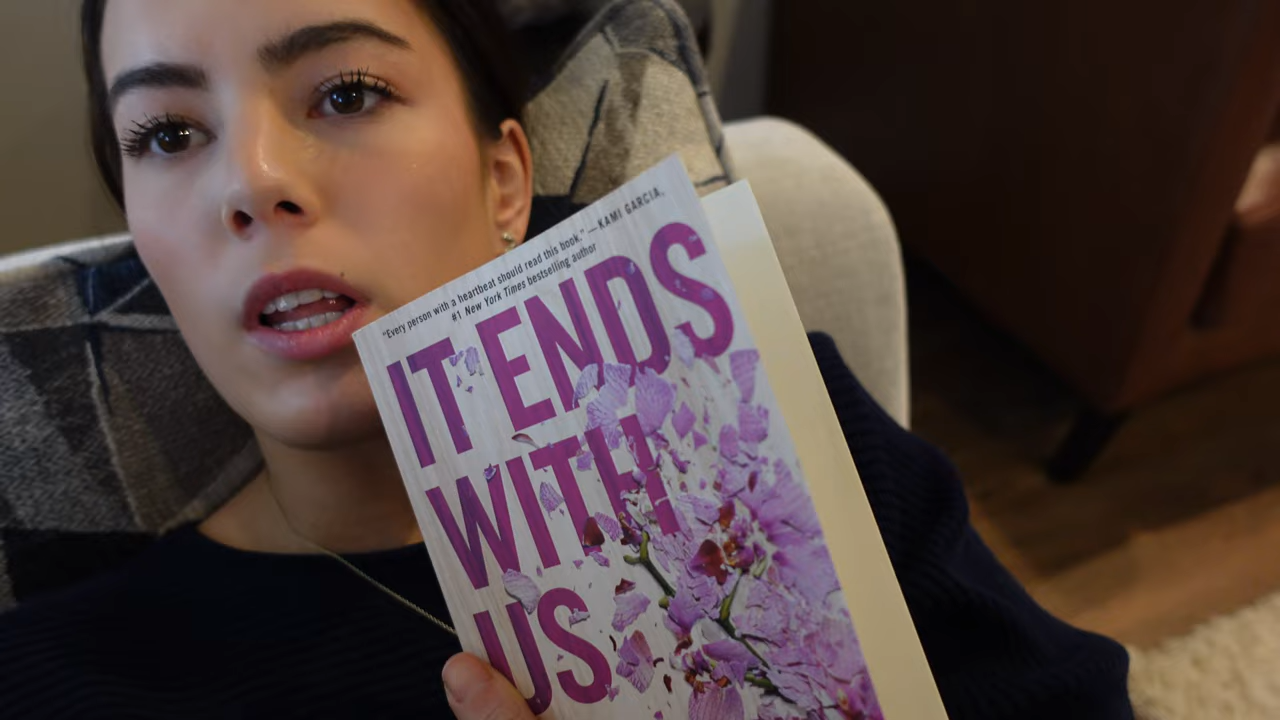 "Every person with a heartbeat should read this book." —KAMI GARCIA,
#1 New York Times bestselling author
IT ENDS
WITH
US